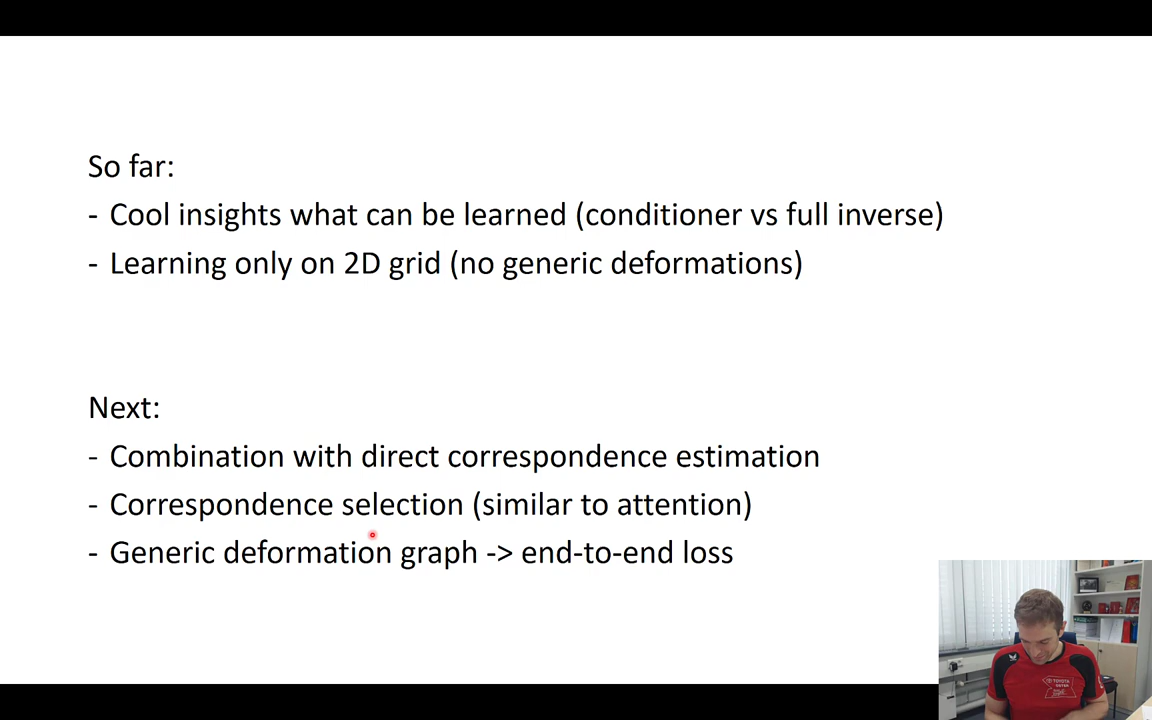 So far:
- Cool insights what can be learned (conditioner vs full inverse)
- Learning only on 2D grid (no generic deformations)
Next:
- Combination with direct correspondence estimation
- Correspondence selection (similar to attention)
- Generic deformation graph -> end-to-end loss
TOYOTA